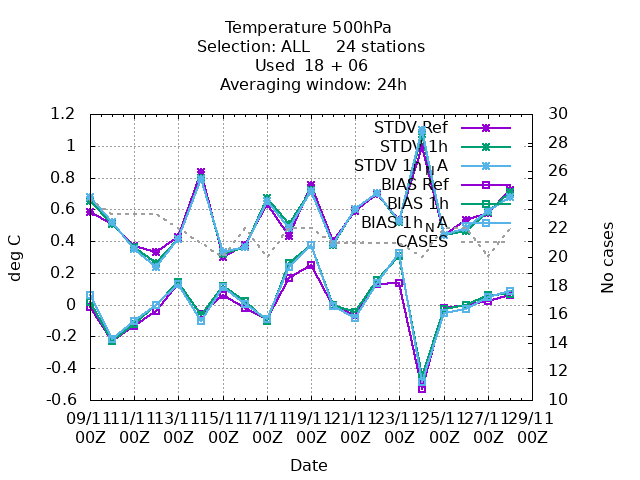 Temperature 500hPa
Selection: ALL     24 stations
Used  18 + 06
Averaging window: 24h
1.2
1
0.8
0.6
0.4
0.2
0
-0.2
-0.4
-0.6
30
28
26
24
22
20
18
16
14
12
10
deg C
No cases
STDV Ref
STDV 1h
STDV 1h_NA
BIAS Ref
BIAS 1h
BIAS 1h_NA
CASES
09/11 11/11 13/11 15/11 17/11 19/11 21/11 23/11 25/11 27/11 29/11
00Z 00Z 00Z 00Z 00Z 00Z 00Z 00Z 00Z 00Z 00Z
Date